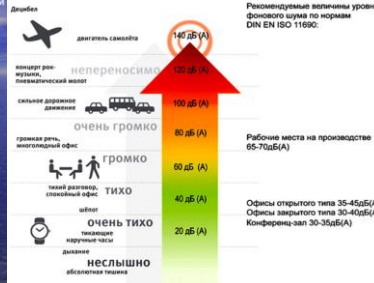 Децибел
двигатель самолёта
140 дБ (A)
концерт рок-
музыки,
пневматический молот
непереносимо
120 дБ (A)
сильное дорожное
движение
100 дБ (A)
очень громко
громкая речь,
многолюдный офис
80 дБ (A)
громко
60 дБ (A)
тихий разговор,
спокойный офис
тихо
40 дБ (A)
шёпот
очень тихо
тикающие
наручные часы
20 дБ (A)
дыхание
неслышно
абсолютная тишина
Рекомендуемые величины уровня
фонового шума по нормам
DIN EN ISO 11690:
Рабочие места на производстве
65-70дБ(A)
Офисы открытого типа 35-45дБ(A)
Офисы закрытого типа 30-40дБ(A)
Конференц-зал 30-35дБ(A)